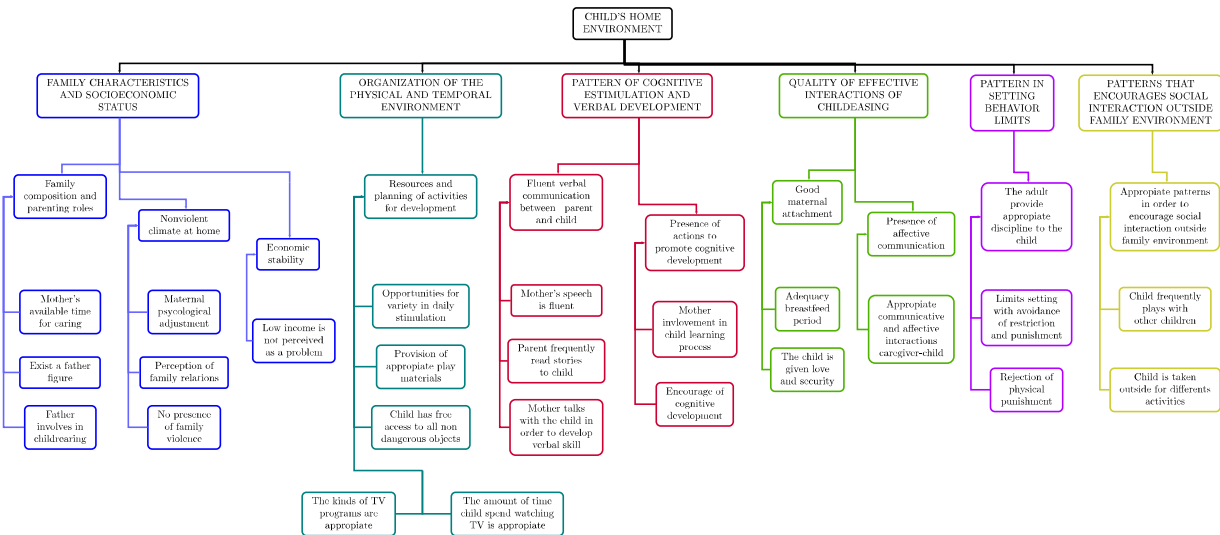 CHILD'S HOME
ENVIRONMENT
FAMILY CHARACTERISTICS
AND SOCIOECONOMIC
STATUS
ORGANIZATION OF THE
PHYSICAL AND TEMPORAL
ENVIRONMENT
PATTERN OF COGNITIVE
ESTIMULATION AND
VERBAL DEVELOPMENT
QUALITY OF EFFECTIVE
INTERACTIONS OF
CHILDEASING
PATTERN IN
SETTING
BEHAVIOR
LIMITS
PATTERNS THAT
ENCOURAGES SOCIAL
INTERACTION OUTSIDE
FAMILY ENVIRONMENT
Family
composition and
parenting roles
Nonviolent
climate at home
Economic
stability
Mother's
available time
for caring
Maternal
psycological
adjustment
Low income is
not perceived
as a problem
Exist a father
figure
Perception of
family relations
Father
involves in
childrearing
No presence
of family
violence
Resources and
planning of activities
for development
Opportunities for
variety in daily
stimulation
Provision of
appropiate play
materials
Child has free
access to all non
dangerous objects
The kinds of TV
programs are
appropiate
The amount of time
child spend watching
TV is appropiate
Fluent verbal
communication
between parent
and child
Presence of
actions to
promote cognitive
development
Mother's speech
is fluent
Mother
invlovement in
child learning
process
Parent frequently
read stories
to child
Encourage of
cognitive
development
Mother talks
with the child in
order to develop
verbal skill
Good
maternal
attachment
Presence of
affective
communication
Adequacy
breastfeed
period
Appropiate
communicative
and affective
interactions
caregiver-child
The child is
given love
and security
The adult
provide
appropiate
discipline to the
child
Limits setting
with avoidance
of restriction
and punishment
Rejection of
physical
punishment
Appropiate patterns
in order to
encourage social
interaction outside
family environment
Child frequently
plays with
other children
Child is taken
outside for differents
activities